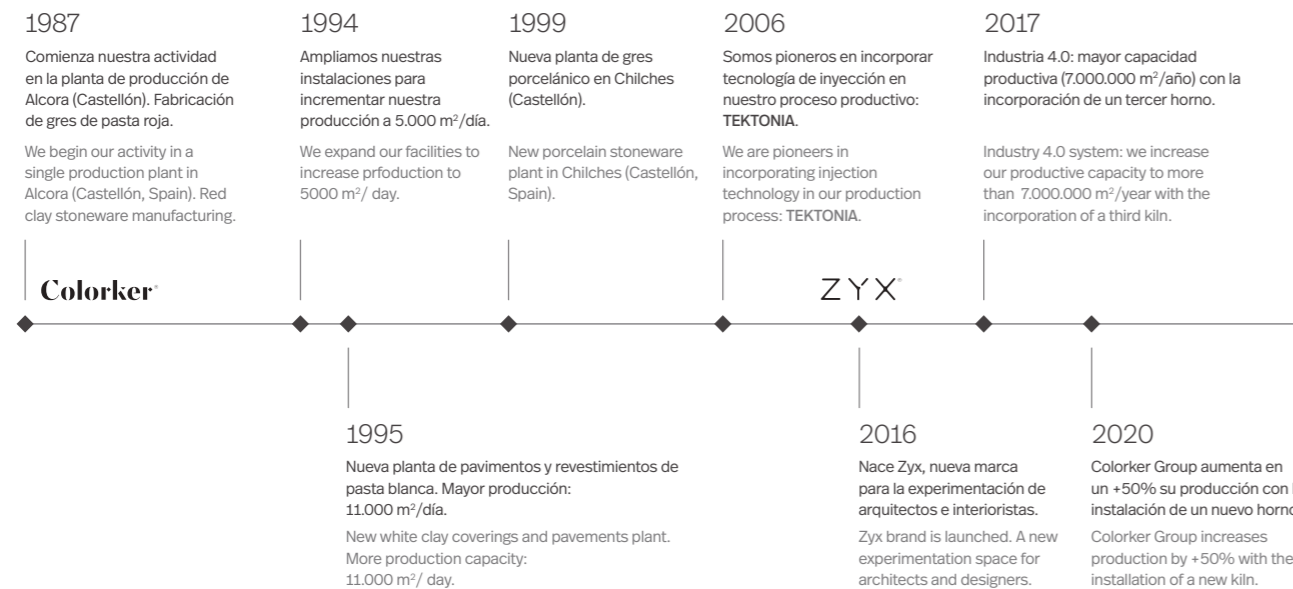 1987
Comienza nuestra actividad
en la planta de producción de
Alcora (Castellón). Fabricación
de gres de pasta roja.
We begin our activity in a
single production plant in
Alcora (Castellón, Spain). Red
clay stoneware manufacturing.
1994
Ampliamos nuestras
instalaciones para
incrementar nuestra
producción a 5.000 m²/día.
We expand our facilities to
increase prfoduction to
5000 m²/ day.
1999
Nueva planta de gres
porcelánico en Chilches
(Castellón).
New porcelain stoneware
plant in Chilches (Castellón,
Spain).
2006
Somos pioneros en incorporar
tecnología de inyección en
nuestro proceso productivo:
TEKTONIA.
We are pioneers in
incorporating injection
technology in our production
process: TEKTONIA.
2017
Industria 4.0: mayor capacidad
productiva (7.000.000 m²/año) con la
incorporación de un tercer horno.
Industry 4.0 system: we increase
our productive capacity to more
than 7.000.000 m²/year with the
incorporation of a third kiln.
Colorker®
ZYX®
1995
Nueva planta de pavimentos y revestimientos de
pasta blanca. Mayor producción:
11.000 m²/día.
New white clay coverings and pavements plant.
More production capacity:
11.000 m²/ day.
2016
Nace Zyx, nueva marca
para la experimentación de
arquitectos e interioristas.
Zyx brand is launched. A new
experimentation space for
architects and designers.
2020
Colorker Group aumenta en
un +50% su producción con
instalación de un nuevo horno
Colorker Group increases
production by +50% with the
installation of a new kiln.